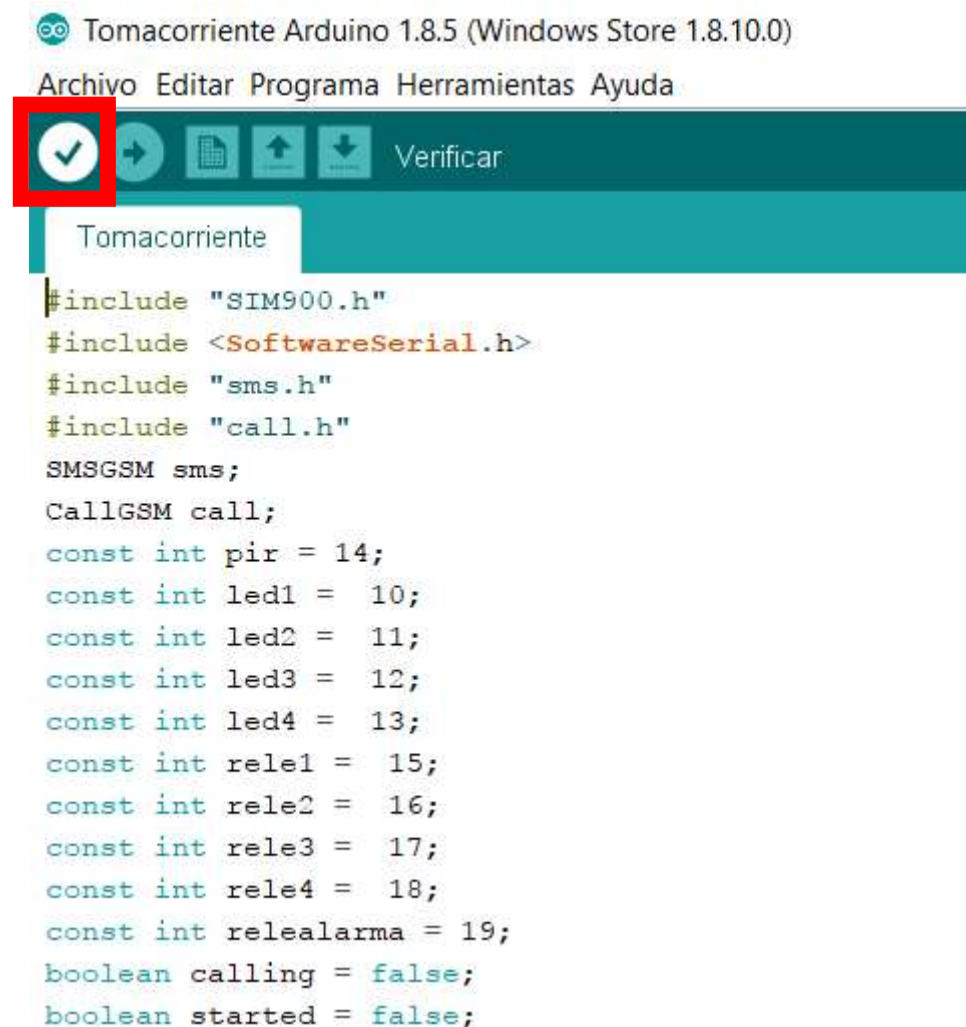 Tomacorriente Arduino 1.8.5 (Windows Store 1.8.10.0)
Archivo Editar Programa Herramientas Ayuda
Verificar
Tomacorriente
#include "SIM900.h"
#include <SoftwareSerial.h>
#include "sms.h"
#include "call.h"
SMSGSM sms;
CallGSM call;
const int pir = 14;
const int led1 =  10;
const int led2 =  11;
const int led3 =  12;
const int led4 =  13;
const int rele1 =  15;
const int rele2 =  16;
const int rele3 =  17;
const int rele4 =  18;
const int relealarma = 19;
boolean calling = false;
boolean started = false;